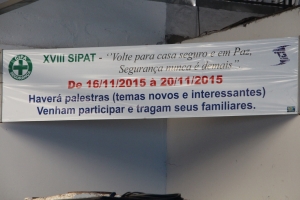 XVIII SIPAT - "Volte para casa seguro e em Paz,
Segurança nunca é demais".
De 16/11/2015 à 20/11/2015
Haverá palestras (temas novos e interessantes)
Venham participar e tragam seus familiares.